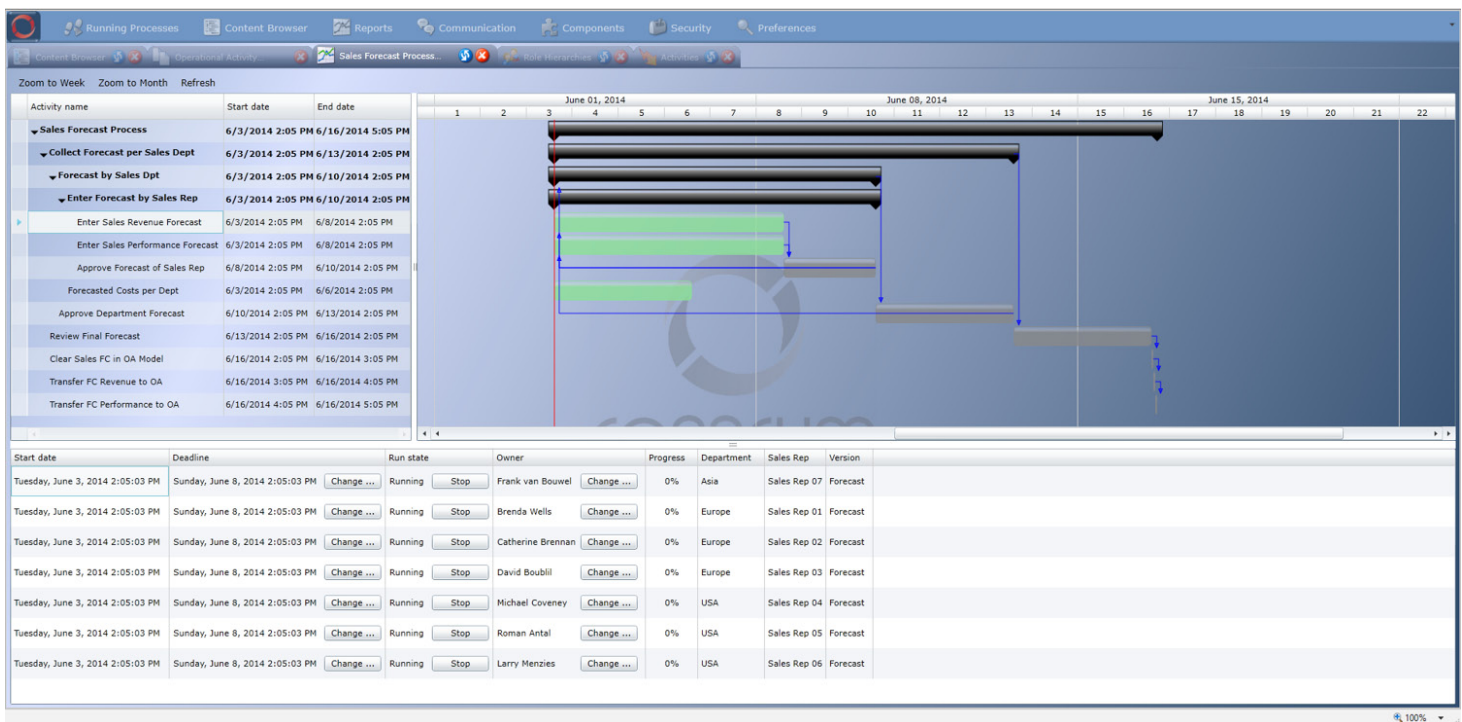 Running Processes Content Browser Reports Communication Components Security Preferences
Content Browser Operational Activity Sales Forecast Process... Role Hierarchies Activities
Zoom to Week Zoom to Month Refresh
Activity name Start date End date June 01, 2014 June 08, 2014 June 15, 2014
1 2 3 4 5 6 7 8 9 10 11 12 13 14 15 16 17 18 19 20 21 22
Sales Forecast Process 6/3/2014 2:05 PM 6/16/2014 5:05 PM
Collect Forecast per Sales Dept 6/3/2014 2:05 PM 6/13/2014 2:05 PM
Forecast by Sales Dpt 6/3/2014 2:05 PM 6/10/2014 2:05 PM
Enter Forecast by Sales Rep 6/3/2014 2:05 PM 6/10/2014 2:05 PM
Enter Sales Revenue Forecast 6/3/2014 2:05 PM 6/8/2014 2:05 PM
Enter Sales Performance Forecast 6/3/2014 2:05 PM 6/8/2014 2:05 PM
Approve Forecast of Sales Rep 6/8/2014 2:05 PM 6/10/2014 2:05 PM
Forecasted Costs per Dept 6/3/2014 2:05 PM 6/6/2014 2:05 PM
Approve Department Forecast 6/10/2014 2:05 PM 6/13/2014 2:05 PM
Review Final Forecast 6/13/2014 2:05 PM 6/16/2014 2:05 PM
Clear Sales FC in OA Model 6/16/2014 2:05 PM 6/16/2014 3:05 PM
Transfer FC Revenue to OA 6/16/2014 3:05 PM 6/16/2014 4:05 PM
Transfer FC Performance to OA 6/16/2014 4:05 PM 6/16/2014 5:05 PM
Start date Deadline Run state Owner Progress Department Sales Rep Version
Tuesday, June 3, 2014 2:05:03 PM Sunday, June 8, 2014 2:05:03 PM Change ... Running Stop Frank van Bouwel Change ... 0% Asia Sales Rep 07 Forecast
Tuesday, June 3, 2014 2:05:03 PM Sunday, June 8, 2014 2:05:03 PM Change ... Running Stop Brenda Wells Change ... 0% Europe Sales Rep 01 Forecast
Tuesday, June 3, 2014 2:05:03 PM Sunday, June 8, 2014 2:05:03 PM Change ... Running Stop Catherine Brennan Change ... 0% Europe Sales Rep 02 Forecast
Tuesday, June 3, 2014 2:05:03 PM Sunday, June 8, 2014 2:05:03 PM Change ... Running Stop David Boublil Change ... 0% Europe Sales Rep 03 Forecast
Tuesday, June 3, 2014 2:05:03 PM Sunday, June 8, 2014 2:05:03 PM Change ... Running Stop Michael Coveney Change ... 0% USA Sales Rep 04 Forecast
Tuesday, June 3, 2014 2:05:03 PM Sunday, June 8, 2014 2:05:03 PM Change ... Running Stop Roman Antal Change ... 0% USA Sales Rep 05 Forecast
Tuesday, June 3, 2014 2:05:03 PM Sunday, June 8, 2014 2:05:03 PM Change ... Running Stop Larry Menzies Change ... 0% USA Sales Rep 06 Forecast
100%